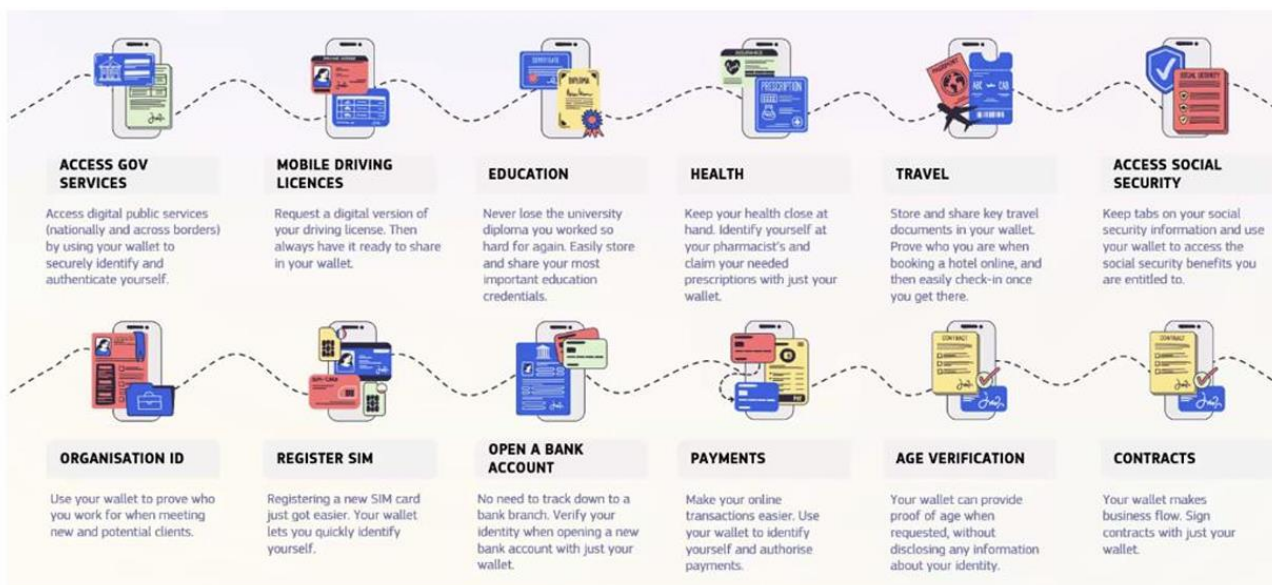 ACCESS GOV
SERVICES
Access digital public services
(nationally and across borders)
by using your wallet to
securely identify and
authenticate yourself.
MOBILE DRIVING
LICENCES
Request a digital version of
your driving license. Then
always have it ready to share
in your wallet.
CERTIFICATE
DIPLOMA
EDUCATION
Never lose the university
diploma you worked so
hard for again. Easily store
and share your most
important education
credentials.
INSURANCE
PRESCRIPTION
HEALTH
Keep your health close at
hand. Identify yourself at
your pharmacist's and
claim your needed
prescriptions with just your
wallet.
PASSPORT
ABC CAB
TRAVEL
Store and share key travel
documents in your wallet.
Prove who you are when
booking a hotel online, and
then easily check-in once
you get there.
SOCIAL SECURITY
ACCESS SOCIAL
SECURITY
Keep tabs on your social
security information and use
your wallet to access the
social security benefits you
are entitled to.
ORGANISATION ID
Use your wallet to prove who
you work for when meeting
new and potential clients.
REGISTER SIM
Registering a new SIM card
just got easier. Your wallet
lets you quickly identify
yourself.
OPEN A BANK
ACCOUNT
No need to track down to a
bank branch. Verify your
identity when opening a new
bank account with just your
wallet.
PAY
PAYMENTS
Make your online
transactions easier. Use
your wallet to identify
yourself and authorise
payments.
CONTRACT
AGE VERIFICATION
Your wallet can provide
proof of age when
requested, without
disclosing any information
about your identity.
CONTRACT
CONTRACTS
Your wallet makes
business flow. Sign
contracts with just your
wallet.